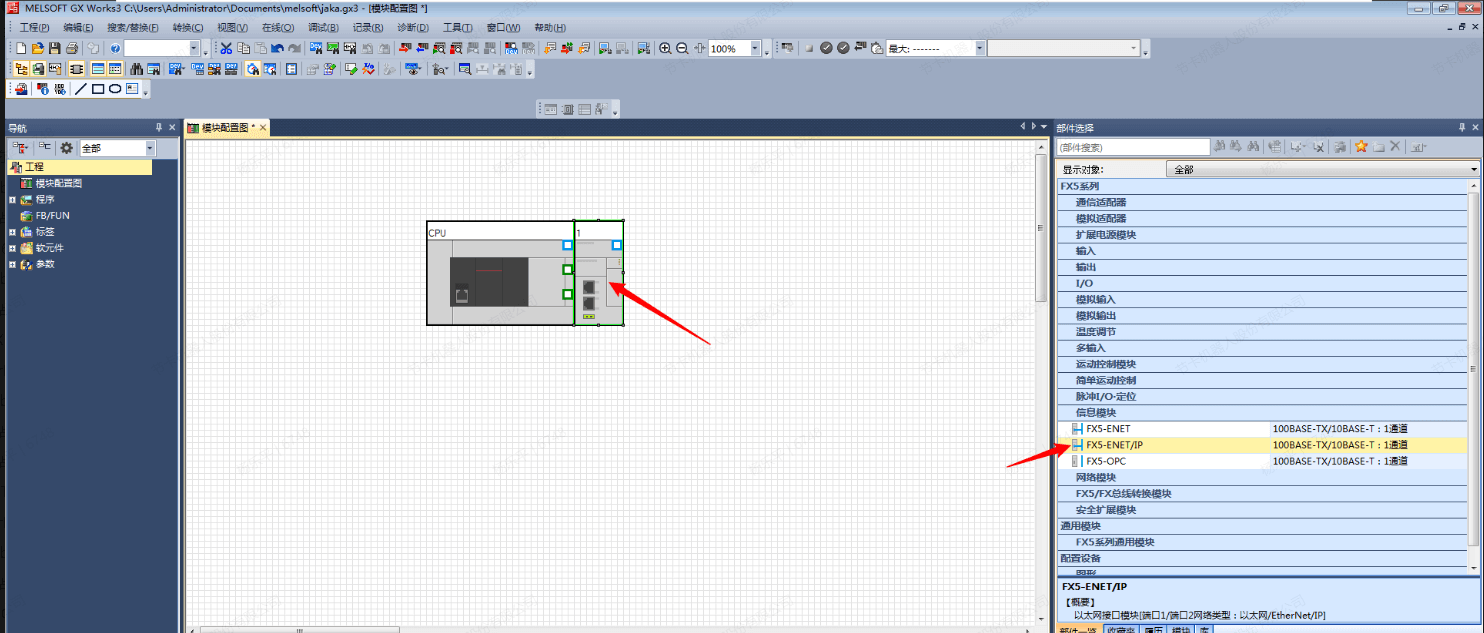 MELSOFT GX Works3 C:\Users\Administrator\Documents\melsoft\jaka.gx3 - [模块配置图 *]
工程(P) 编辑(E) 搜索/替换(F) 转换(C) 视图(V) 在线(O) 调试(B) 记录(R) 诊断(D) 工具(T) 窗口(W) 帮助(H)
100% 最大: -------
导航
模块配置图 *
部件选择
全部
(部件搜索)
工程
显示对象: 全部
模块配置图
程序
FB/FUN
标签
软元件
参数
CPU
1
FX5系列
通信适配器
模拟适配器
扩展电源模块
输入
输出
I/O
模拟输入
模拟输出
温度调节
多输入
运动控制模块
简单运动控制
脉冲I/O·定位
信息模块
FX5-ENET 100BASE-TX/10BASE-T：1通道
FX5-ENET/IP 100BASE-TX/10BASE-T：1通道
FX5-OPC 100BASE-TX/10BASE-T：1通道
网络模块
FX5/FX总线转换模块
安全扩展模块
通用模块
FX5系列通用模块
配置设备
图形
FX5-ENET/IP
【概要】
以太网接口模块[端口1/端口2网络类型：以太网/EtherNet/IP]
部件一览 收藏夹 履历 模块 库